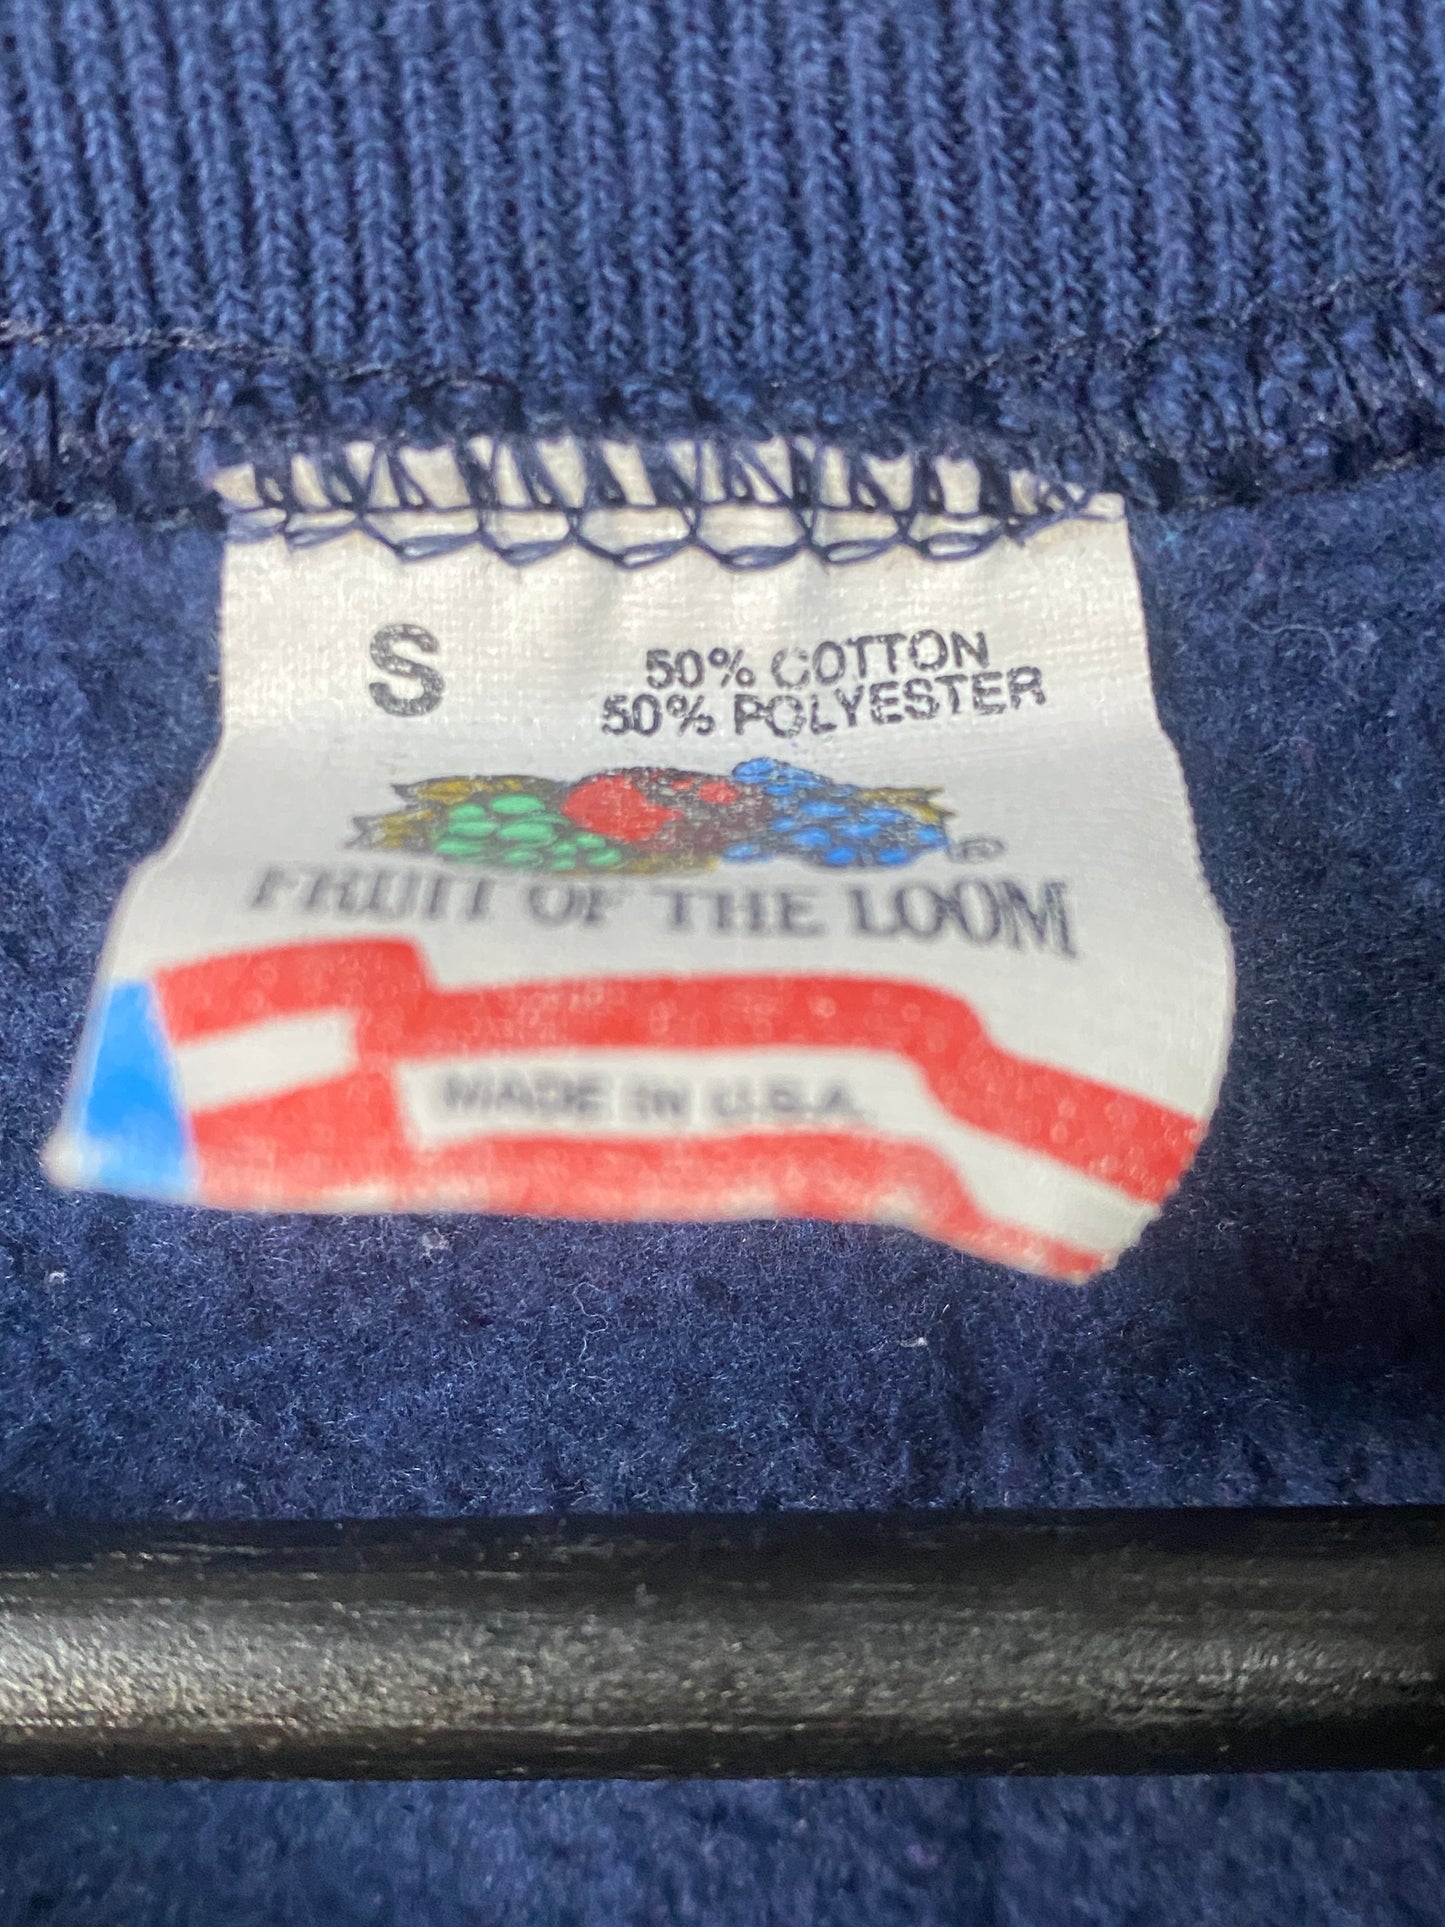 S
50% COTTON
50% POLYESTER
®
FRUIT OF THE LOOM
MADE IN U.S.A.